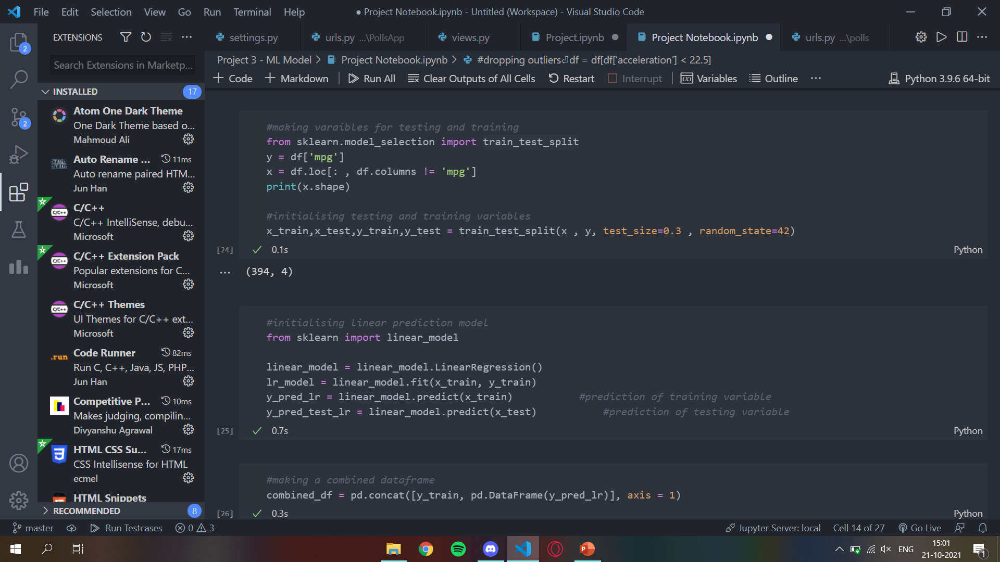 File Edit Selection View Go Run Terminal Help
● Project Notebook.ipynb - Untitled (Workspace) - Visual Studio Code
EXTENSIONS
settings.py
urls.py ...\PollsApp
views.py
Project.ipynb
Project Notebook.ipynb
urls.py ...\polls
2
Search Extensions in Marketp...
Project 3 - ML Model > Project Notebook.ipynb > #dropping outliers⏎df = df[df['acceleration'] < 22.5]
+ Code + Markdown Run All Clear Outputs of All Cells Restart Interrupt Variables Outline ... Python 3.9.6 64-bit
INSTALLED 17
2
Atom One Dark Theme
One Dark Theme based o...
Mahmoud Ali
Auto Rename ... 11ms
Auto rename paired HTM...
Jun Han
C/C++
C/C++ IntelliSense, debu...
Microsoft
C/C++ Extension Pack
Popular extensions for C...
Microsoft
C/C++ Themes
UI Themes for C/C++ ext...
Microsoft
.run
Code Runner 82ms
Run C, C++, Java, JS, PHP...
Jun Han
Competitive P... 10ms
Makes judging, compilin...
Divyanshu Agrawal
HTML CSS Su... 17ms
CSS Intellisense for HTML
ecmel
HTML Snippets
RECOMMENDED 8
#making varaibles for testing and training
from sklearn.model_selection import train_test_split
y = df['mpg']
x = df.loc[: , df.columns != 'mpg']
print(x.shape)
#initialising testing and training variables
x_train,x_test,y_train,y_test = train_test_split(x , y, test_size=0.3 , random_state=42)
[24] 0.1s Python
(394, 4)
#initialising linear prediction model
from sklearn import linear_model
linear_model = linear_model.LinearRegression()
lr_model = linear_model.fit(x_train, y_train)
y_pred_lr = linear_model.predict(x_train) #prediction of training variable
y_pred_test_lr = linear_model.predict(x_test) #prediction of testing variable
[25] 0.7s Python
#making a combined dataframe
combined_df = pd.concat([y_train, pd.DataFrame(y_pred_lr)], axis = 1)
[26] 0.3s Python
master Run Testcases 0 3 Jupyter Server: local Cell 14 of 27 Go Live
ENG
15:01
21-10-2021
1